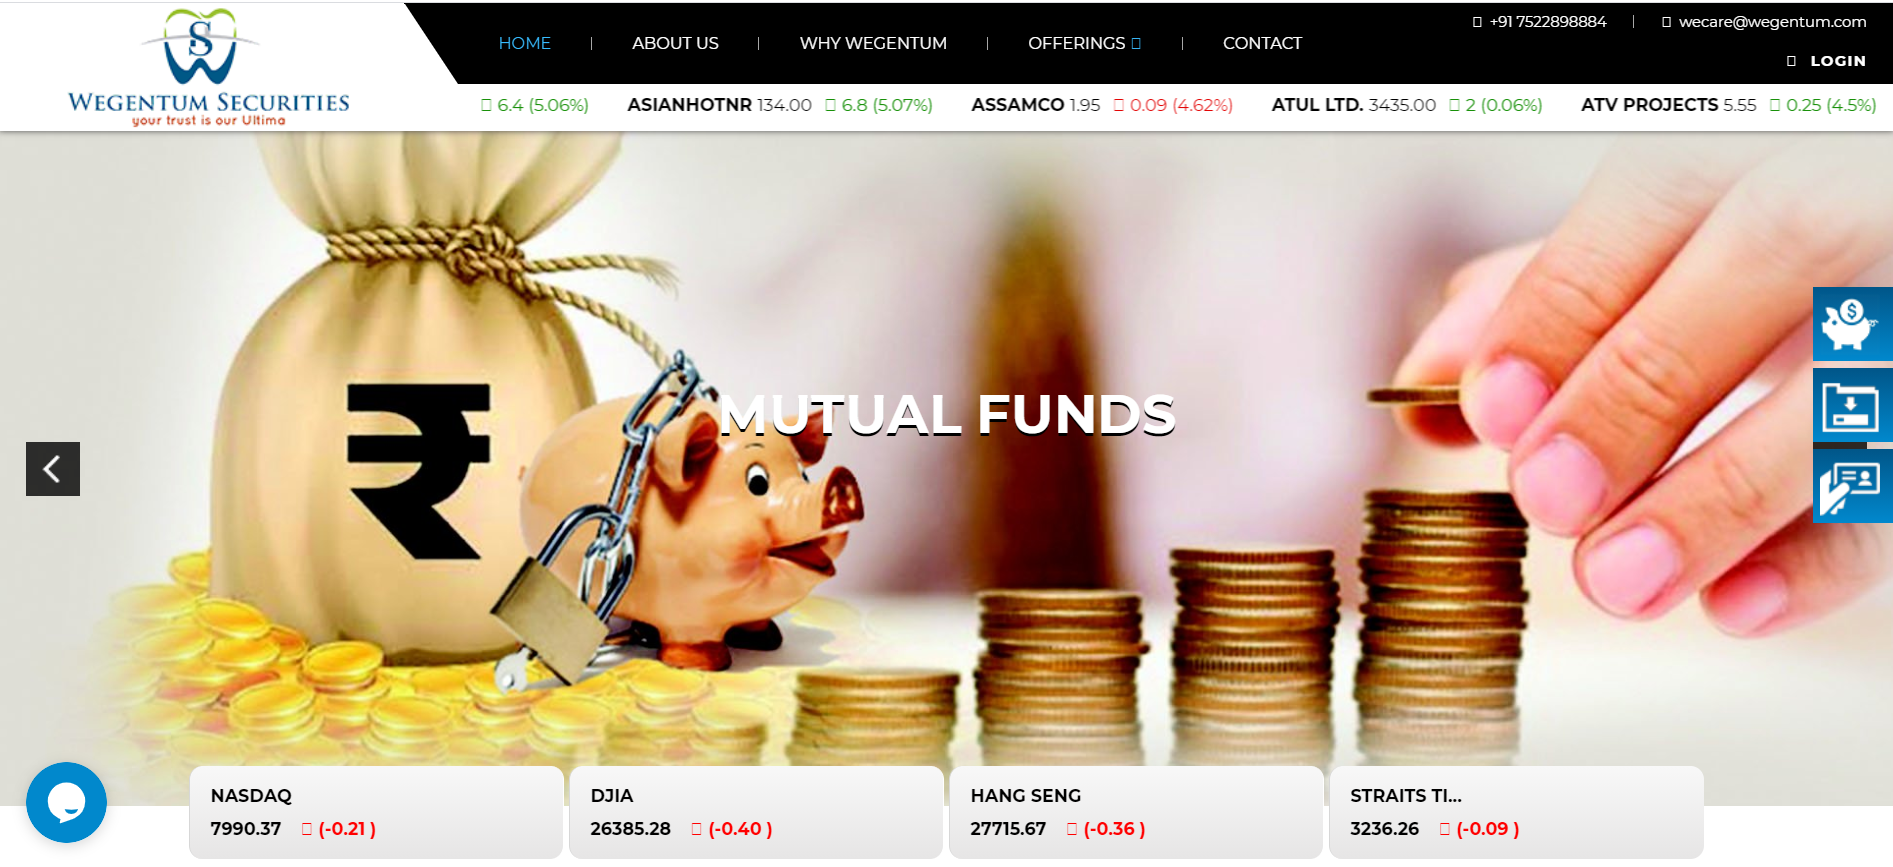 +91 7522898884
wecare@wegentum.com
HOME
ABOUT US
WHY WEGENTUM
OFFERINGS
CONTACT
LOGIN
S
W
WEGENTUM SECURITIES
your trust is our Ultima
6.4 (5.06%) ASIANHOTNR 134.00 6.8 (5.07%) ASSAMCO 1.95 0.09 (4.62%) ATUL LTD. 3435.00 2 (0.06%) ATV PROJECTS 5.55 0.25 (4.5%)
₹
MUTUAL FUNDS
$
NASDAQ
7990.37 (-0.21 )
DJIA
26385.28 (-0.40 )
HANG SENG
27715.67 (-0.36 )
STRAITS TI...
3236.26 (-0.09 )